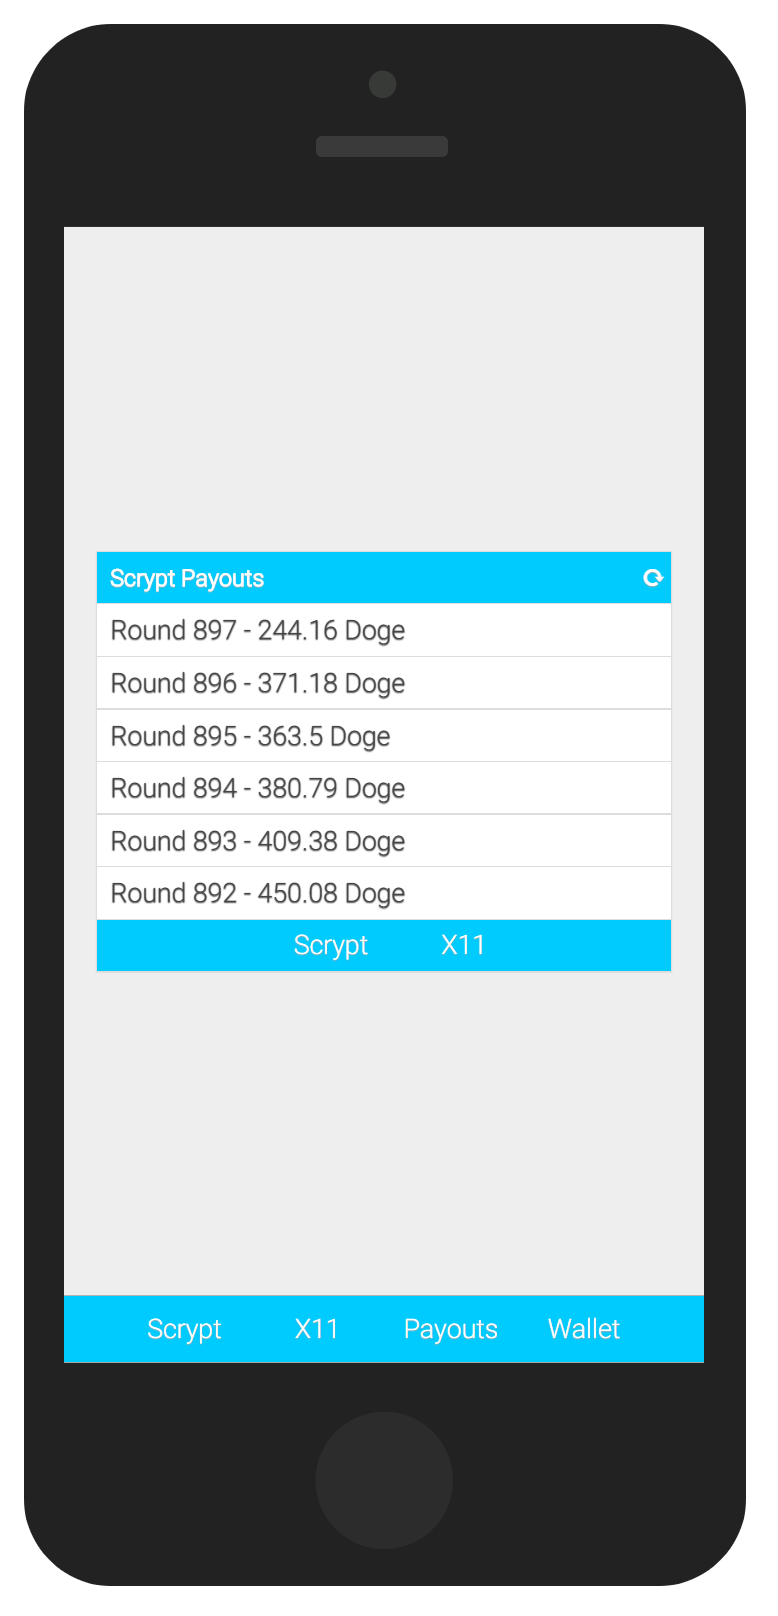 Scrypt Payouts
Round 897 - 244.16 Doge
Round 896 - 371.18 Doge
Round 895 - 363.5 Doge
Round 894 - 380.79 Doge
Round 893 - 409.38 Doge
Round 892 - 450.08 Doge
Scrypt X11
Scrypt X11 Payouts Wallet